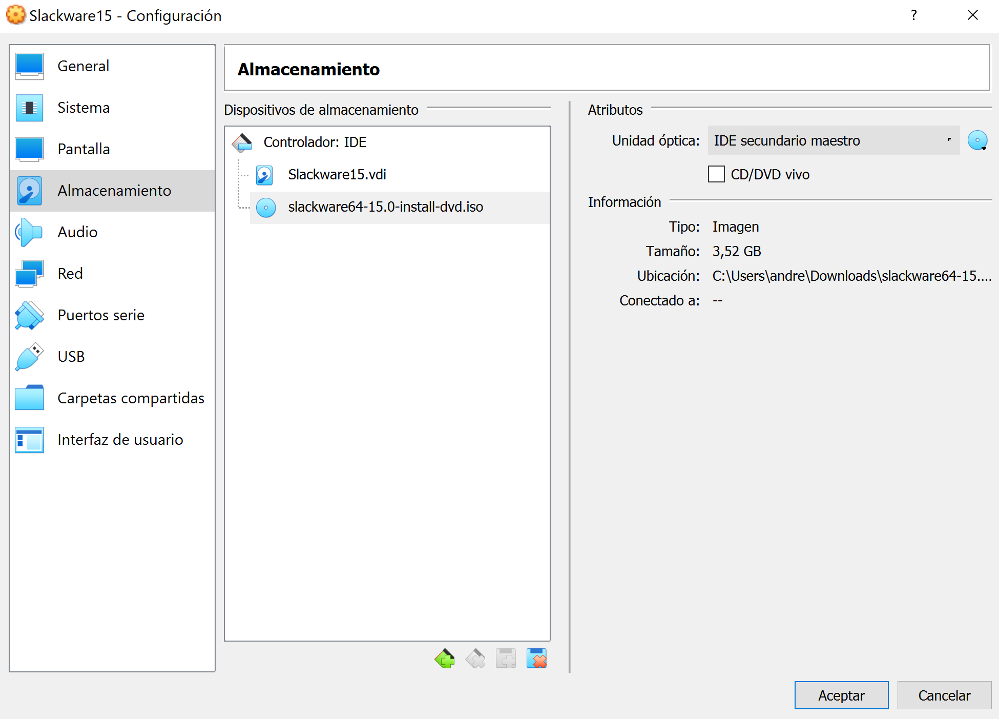 Slackware15 - Configuración
?
General
Sistema
Pantalla
Almacenamiento
Audio
Red
Puertos serie
USB
Carpetas compartidas
Interfaz de usuario
Almacenamiento
Dispositivos de almacenamiento
Controlador: IDE
Slackware15.vdi
slackware64-15.0-install-dvd.iso
Atributos
Unidad óptica: IDE secundario maestro
CD/DVD vivo
Información
Tipo: Imagen
Tamaño: 3,52 GB
Ubicación: C:\Users\andre\Downloads\slackware64-15....
Conectado a: --
Aceptar Cancelar